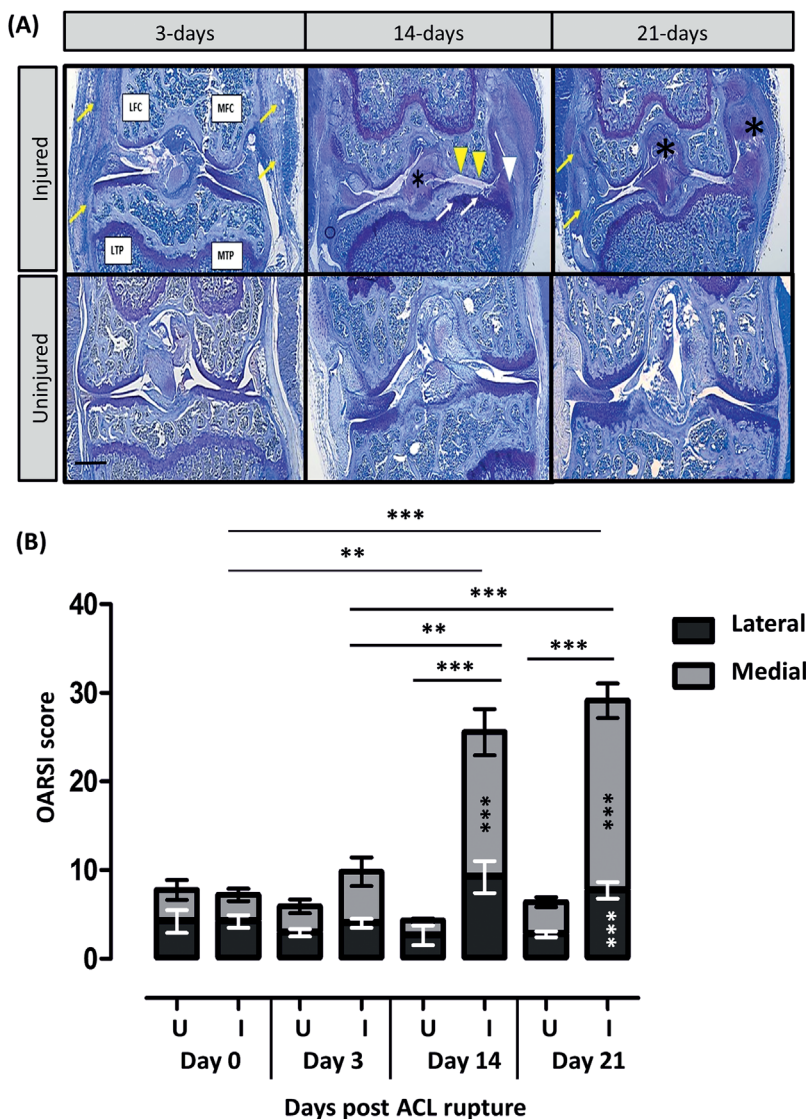 (A)
3-days 14-days 21-days
Injured
LFC MFC
* * *
LTP MTP
Uninjured
(B)
***
**
***
**
*** ***
Lateral
Medial
40
30
20
10
0
OARSI score
*** ***
***
U I U I U I U I
Day 0 Day 3 Day 14 Day 21
Days post ACL rupture